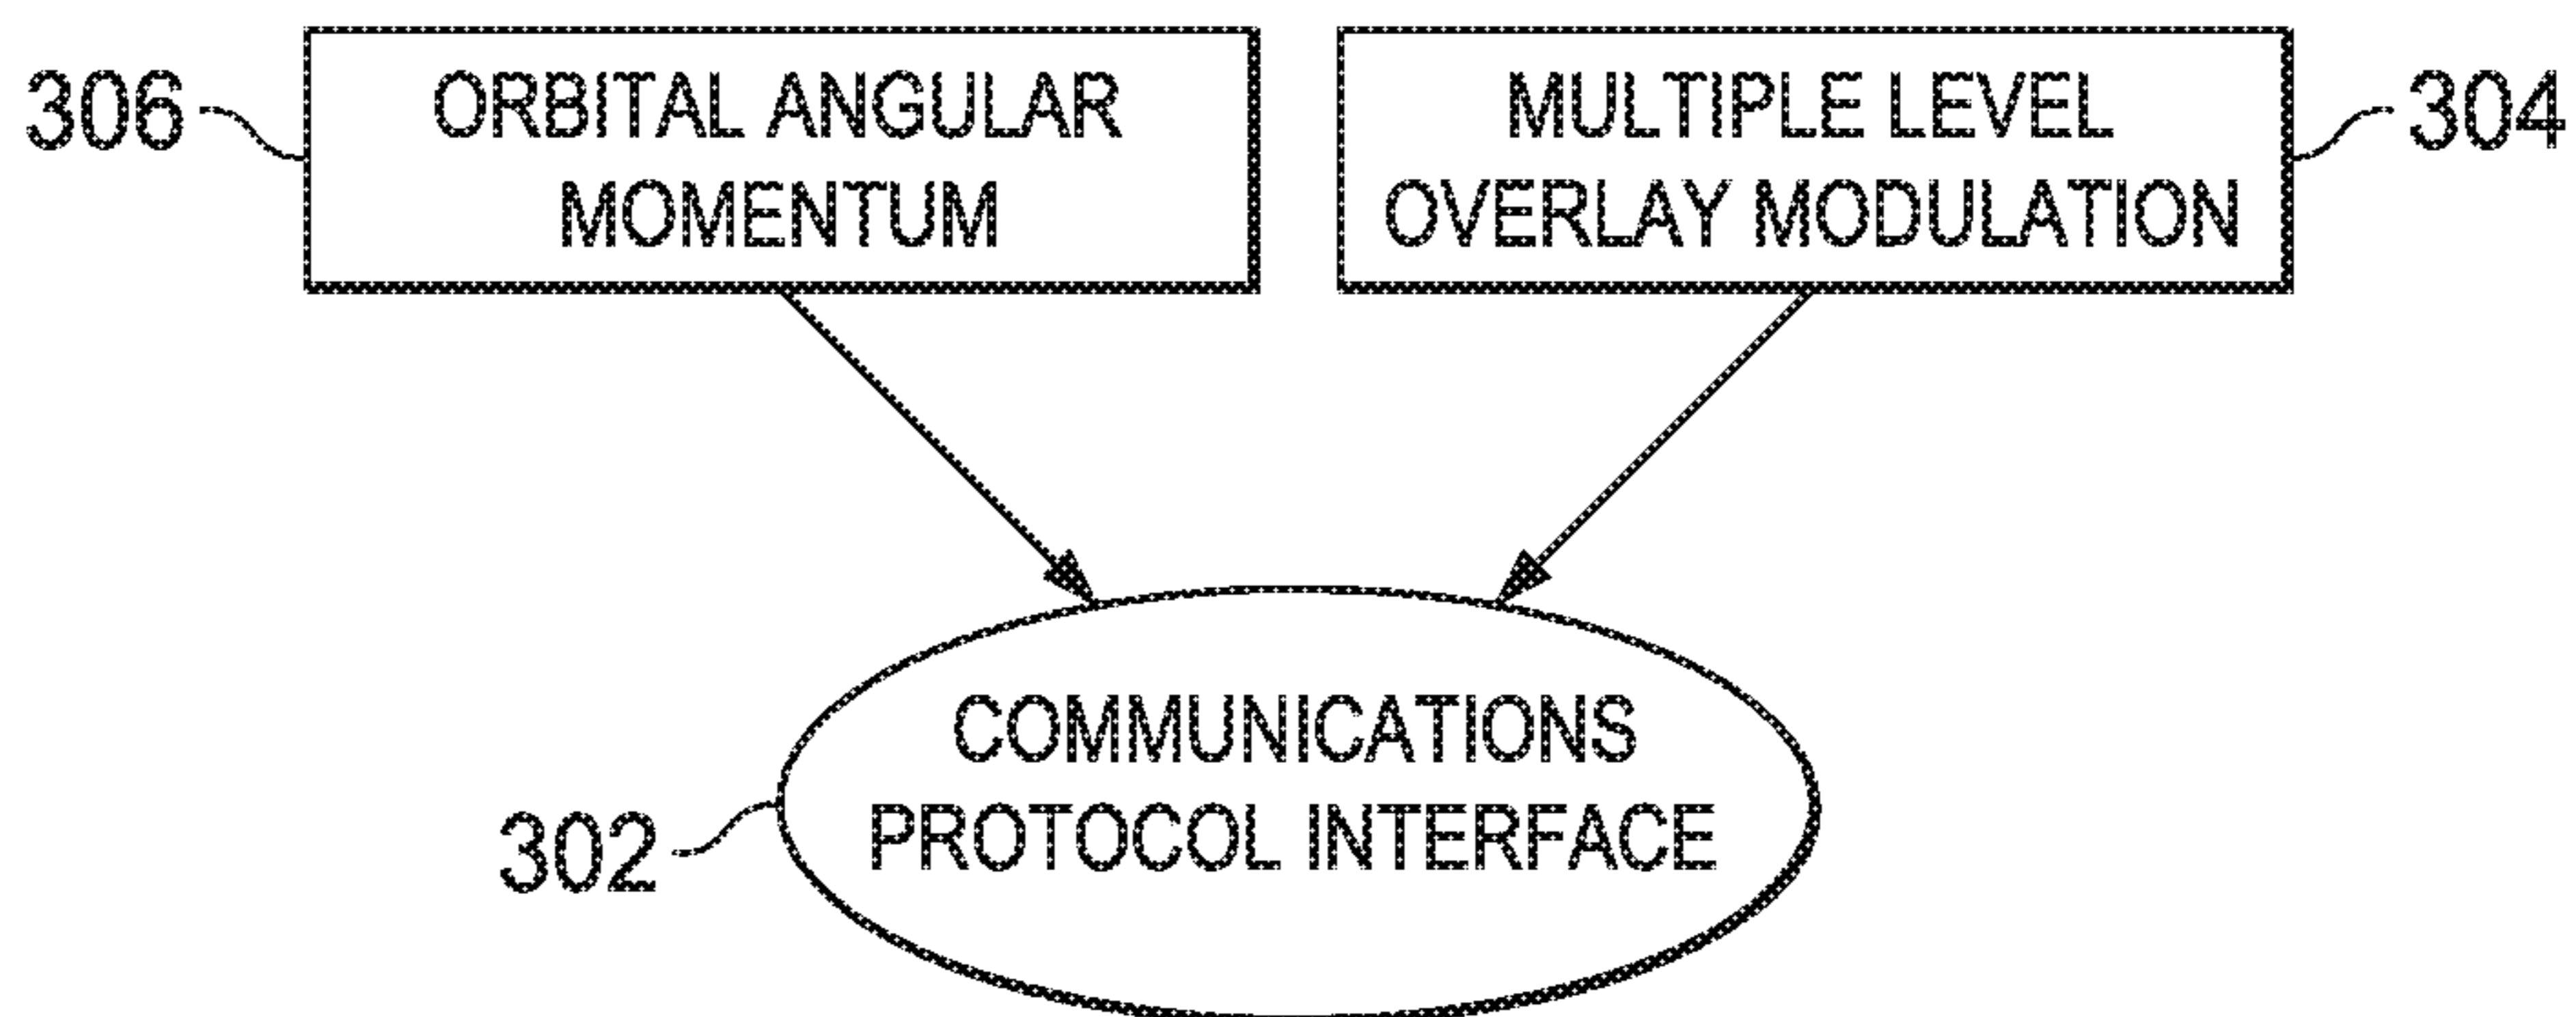 306
ORBITAL ANGULAR
MOMENTUM
MULTIPLE LEVEL
OVERLAY MODULATION
304
COMMUNICATIONS
PROTOCOL INTERFACE
302